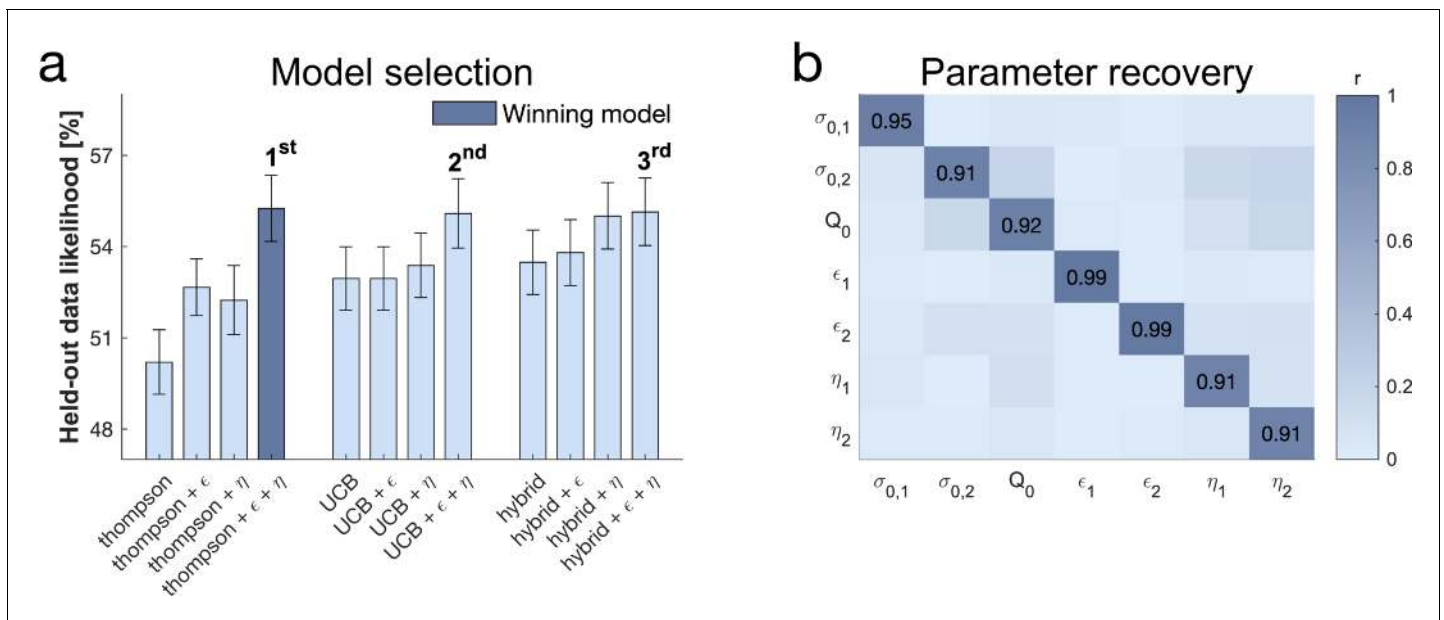 a
Model selection
Held-out data likelihood [%]
57
54
51
48
Winning model
1st
2nd
3rd
thompson
thompson + ϵ
thompson + η
thompson + ϵ + η
UCB
UCB + ϵ
UCB + η
UCB + ϵ + η
hybrid
hybrid + ϵ
hybrid + η
hybrid + ϵ + η
b
Parameter recovery
r
σ0,1
σ0,2
Q0
ϵ1
ϵ2
η1
η2
0.95
0.91
0.92
0.99
0.99
0.91
0.91
σ0,1 σ0,2 Q0 ϵ1 ϵ2 η1 η2
1
0.8
0.6
0.4
0.2
0